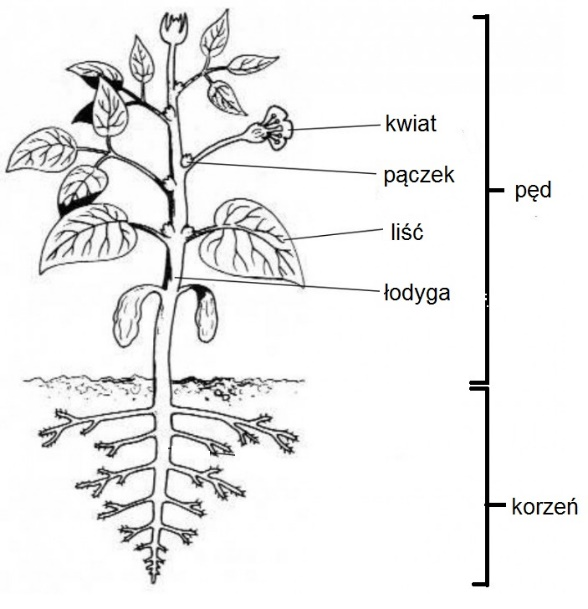 kwiat
pączek
pęd
liść
łodyga
korzeń